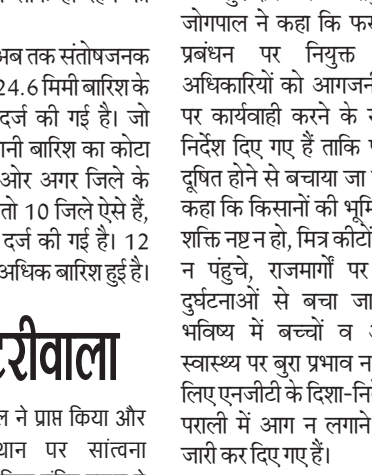 अब तक संतोषजनक
24.6 मिमी बारिश के
दर्ज की गई है। जो
बारिश का कोटा
ओर अगर जिले के
तो 10 जिले ऐसे हैं,
दर्ज की गई है। 12
अधिक बारिश हुई है।
ने प्राप्त किया और
पर सांत्वना
जोगपाल ने कहा कि
प्रबंधन पर नियुक्त
अधिकारियों को आगजनी
पर कार्यवाही करने के
निर्देश दिए गए हैं ताकि
दूषित होने से बचाया जा
कहा कि किसानों की
शक्ति नष्ट न हो, मित्र कीटों
न पहुंचे, राजमार्गों पर
दुर्घटनाओं से बचा
भविष्य में बच्चों व
स्वास्थ्य पर बुरा प्रभाव न
लिए एनजीटी के
पराली में आग न लगाने
जारी कर दिए गए हैं।